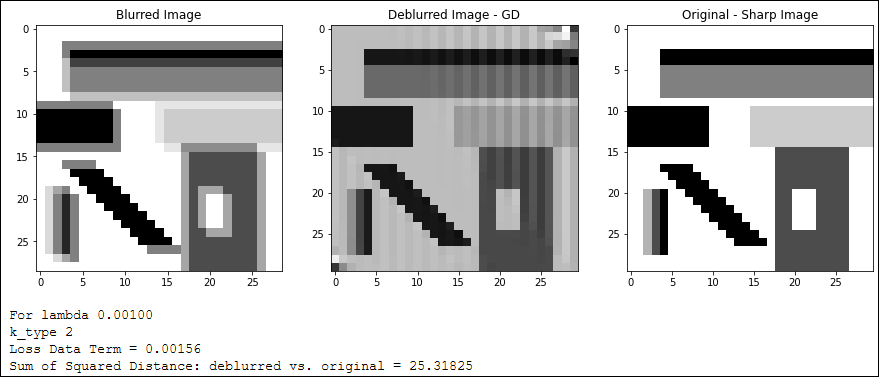 Blurred Image
Deblurred Image - GD
Original - Sharp Image
0
5
10
15
20
25
0 5 10 15 20 25
0
5
10
15
20
25
0 5 10 15 20 25
0
5
10
15
20
25
0 5 10 15 20 25
For lambda 0.00100
k_type 2
Loss Data Term = 0.00156
Sum of Squared Distance: deblurred vs. original = 25.31825